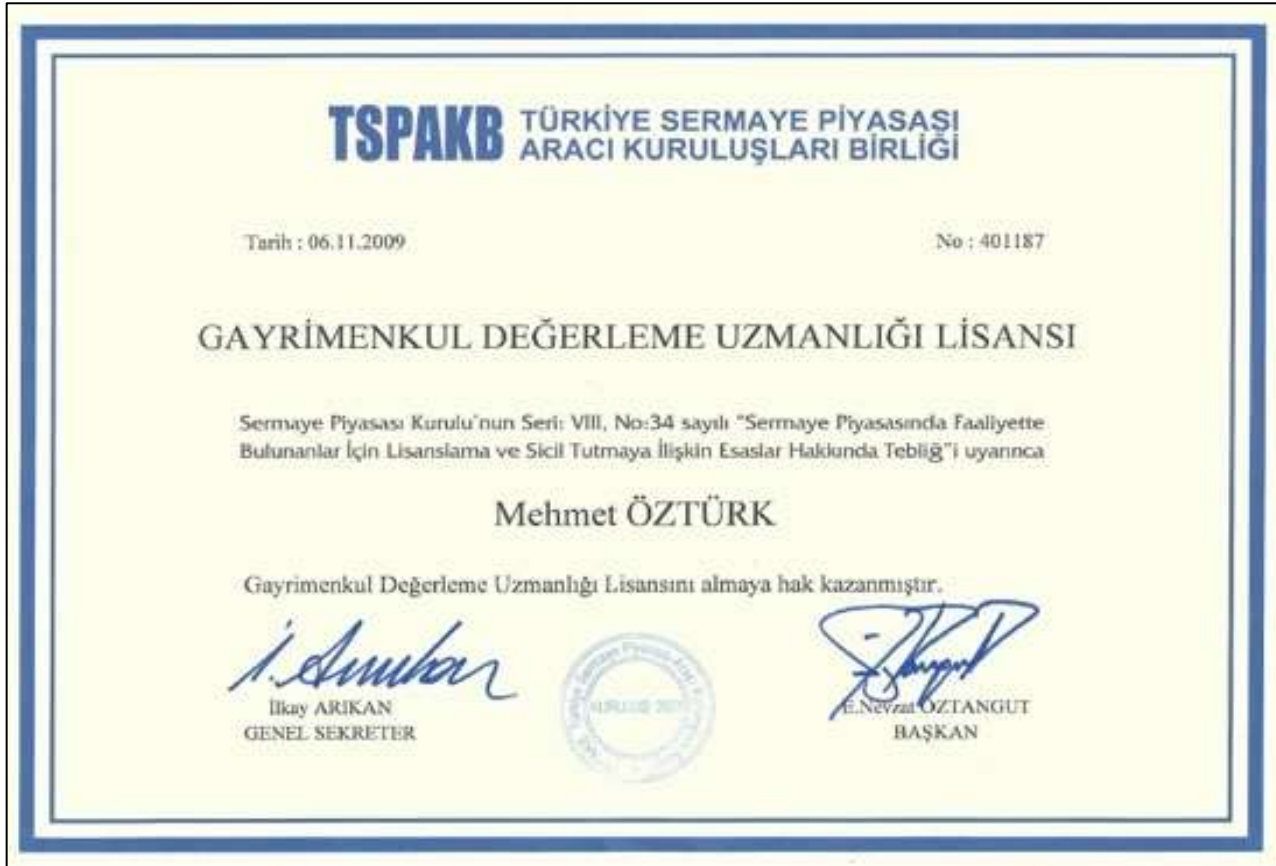 TSPAKB TÜRKİYE SERMAYE PİYASASI
ARACI KURULUŞLARI BİRLİĞİ
Tarih : 06.11.2009
No : 401187
GAYRİMENKUL DEĞERLEME UZMANLIĞI LİSANSI
Sermaye Piyasası Kurulu'nun Seri: VIII, No:34 sayılı "Sermaye Piyasasında Faaliyette
Bulunanlar İçin Lisanslama ve Sicil Tutmaya İlişkin Esaslar Hakkında Tebliğ"i uyarınca
Mehmet ÖZTÜRK
Gayrimenkul Değerleme Uzmanlığı Lisansını almaya hak kazanmıştır.
İlkay ARIKAN
GENEL SEKRETER
E.Nevzat ÖZTANGUT
BAŞKAN